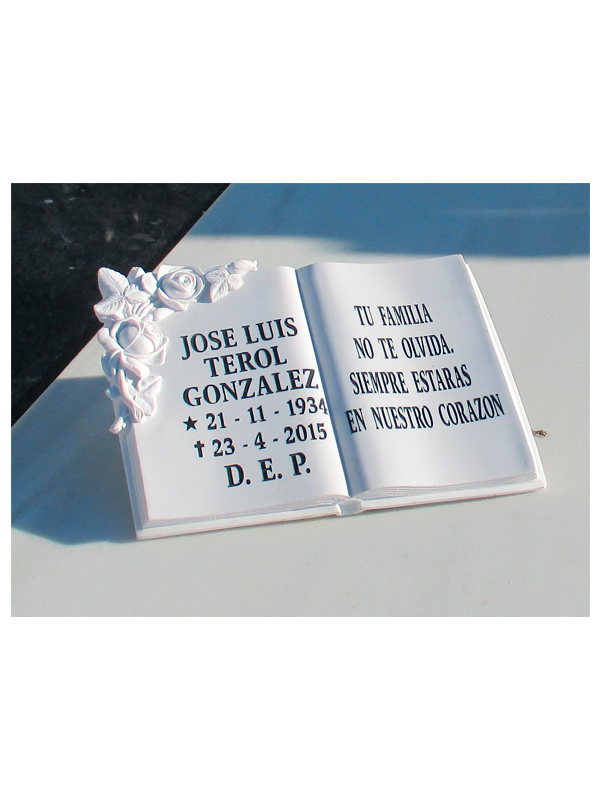 JOSE LUIS
TEROL
GONZALEZ
★ 21 - 11 - 1934
✝ 23 - 4 - 2015
D. E. P.
TU FAMILIA
NO TE OLVIDA.
SIEMPRE ESTARAS
EN NUESTRO CORAZON